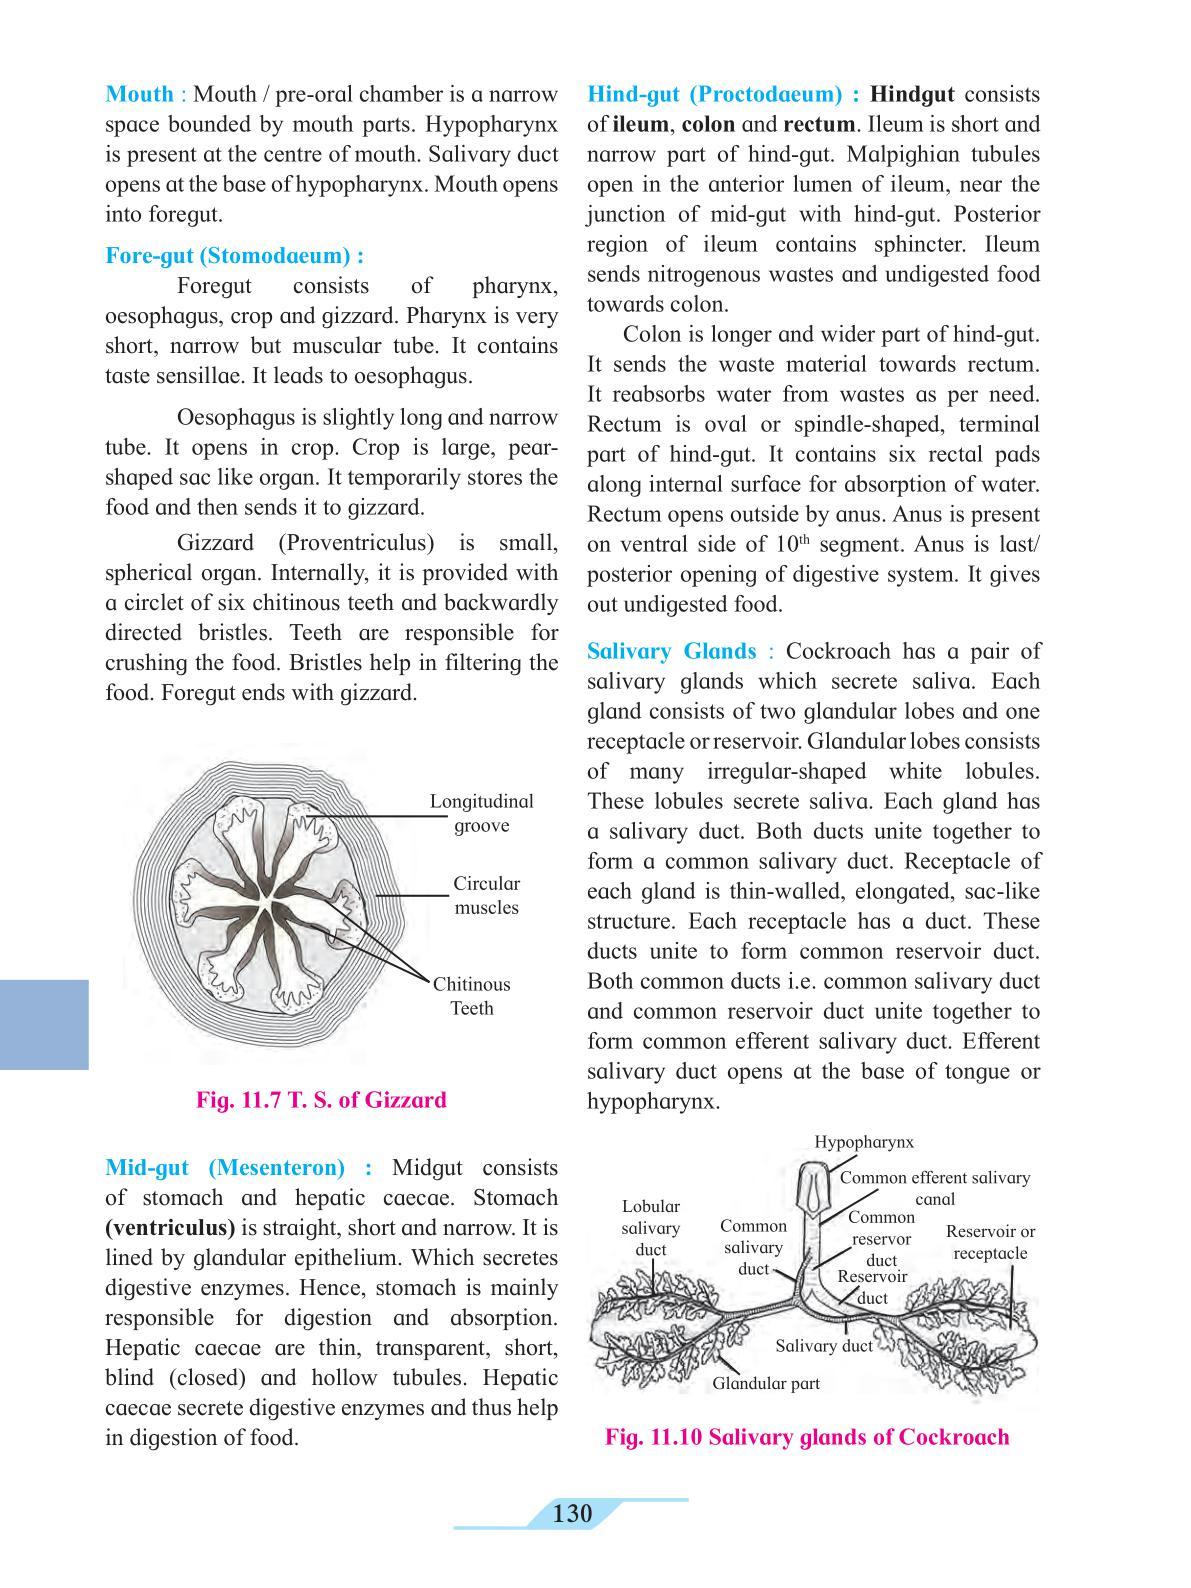 Mouth : Mouth / pre-oral chamber is a narrow
space bounded by mouth parts. Hypopharynx
is present at the centre of mouth. Salivary duct
opens at the base of hypopharynx. Mouth opens
into foregut.
Fore-gut (Stomodaeum) :
Foregut consists of pharynx,
oesophagus, crop and gizzard. Pharynx is very
short, narrow but muscular tube. It contains
taste sensillae. It leads to oesophagus.
Oesophagus is slightly long and narrow
tube. It opens in crop. Crop is large, pear-
shaped sac like organ. It temporarily stores the
food and then sends it to gizzard.
Gizzard (Proventriculus) is small,
spherical organ. Internally, it is provided with
a circlet of six chitinous teeth and backwardly
directed bristles. Teeth are responsible for
crushing the food. Bristles help in filtering the
food. Foregut ends with gizzard.
Longitudinal
groove
Circular
muscles
Chitinous
Teeth
Fig. 11.7 T. S. of Gizzard
Mid-gut (Mesenteron) : Midgut consists
of stomach and hepatic caecae. Stomach
(ventriculus) is straight, short and narrow. It is
lined by glandular epithelium. Which secretes
digestive enzymes. Hence, stomach is mainly
responsible for digestion and absorption.
Hepatic caecae are thin, transparent, short,
blind (closed) and hollow tubules. Hepatic
caecae secrete digestive enzymes and thus help
in digestion of food.
Hind-gut (Proctodaeum) : Hindgut consists
of ileum, colon and rectum. Ileum is short and
narrow part of hind-gut. Malpighian tubules
open in the anterior lumen of ileum, near the
junction of mid-gut with hind-gut. Posterior
region of ileum contains sphincter. Ileum
sends nitrogenous wastes and undigested food
towards colon.
Colon is longer and wider part of hind-gut.
It sends the waste material towards rectum.
It reabsorbs water from wastes as per need.
Rectum is oval or spindle-shaped, terminal
part of hind-gut. It contains six rectal pads
along internal surface for absorption of water.
Rectum opens outside by anus. Anus is present
on ventral side of 10th segment. Anus is last/
posterior opening of digestive system. It gives
out undigested food.
Salivary Glands : Cockroach has a pair of
salivary glands which secrete saliva. Each
gland consists of two glandular lobes and one
receptacle or reservoir. Glandular lobes consists
of many irregular-shaped white lobules.
These lobules secrete saliva. Each gland has
a salivary duct. Both ducts unite together to
form a common salivary duct. Receptacle of
each gland is thin-walled, elongated, sac-like
structure. Each receptacle has a duct. These
ducts unite to form common reservoir duct.
Both common ducts i.e. common salivary duct
and common reservoir duct unite together to
form common efferent salivary duct. Efferent
salivary duct opens at the base of tongue or
hypopharynx.
Hypopharynx
Common efferent salivary
canal
Lobular
salivary
duct
Common
salivary
duct
Common
reservor
duct
Reservoir or
receptacle
Reservoir
duct
Salivary duct
Glandular part
Fig. 11.10 Salivary glands of Cockroach
130